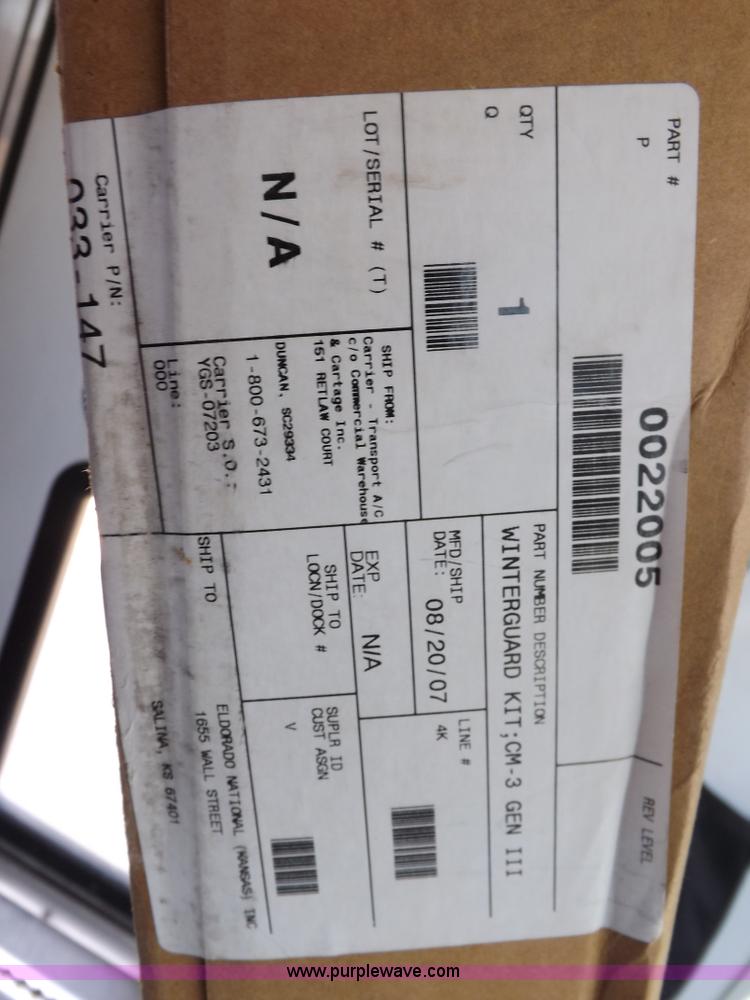 PART #
P
0022005
REV LEVEL
QTY
Q
1
PART NUMBER DESCRIPTION
WINTERGUARD KIT;CM-3 GEN III
MFD/SHIP
DATE: 08/20/07
LINE #
4K
LOT/SERIAL # (T)
N/A
SHIP FROM:
Carrier - Transport A/C
c/o Commercial Warehouse
& Cartage Inc.
151 RETLAW COURT
DUNCAN, SC29334
1-800-673-2431
Carrier S.O.:
YGS-07203
Line:
000
EXP
DATE: N/A
SHIP TO
LOCN/DOCK #
SUPLR ID
CUST ASGN
V
SHIP TO
ELDORADO NATIONAL (KANSAS) INC
1655 WALL STREET
SALINA, KS 67401
Carrier P/N:
033-147
www.purplewave.com